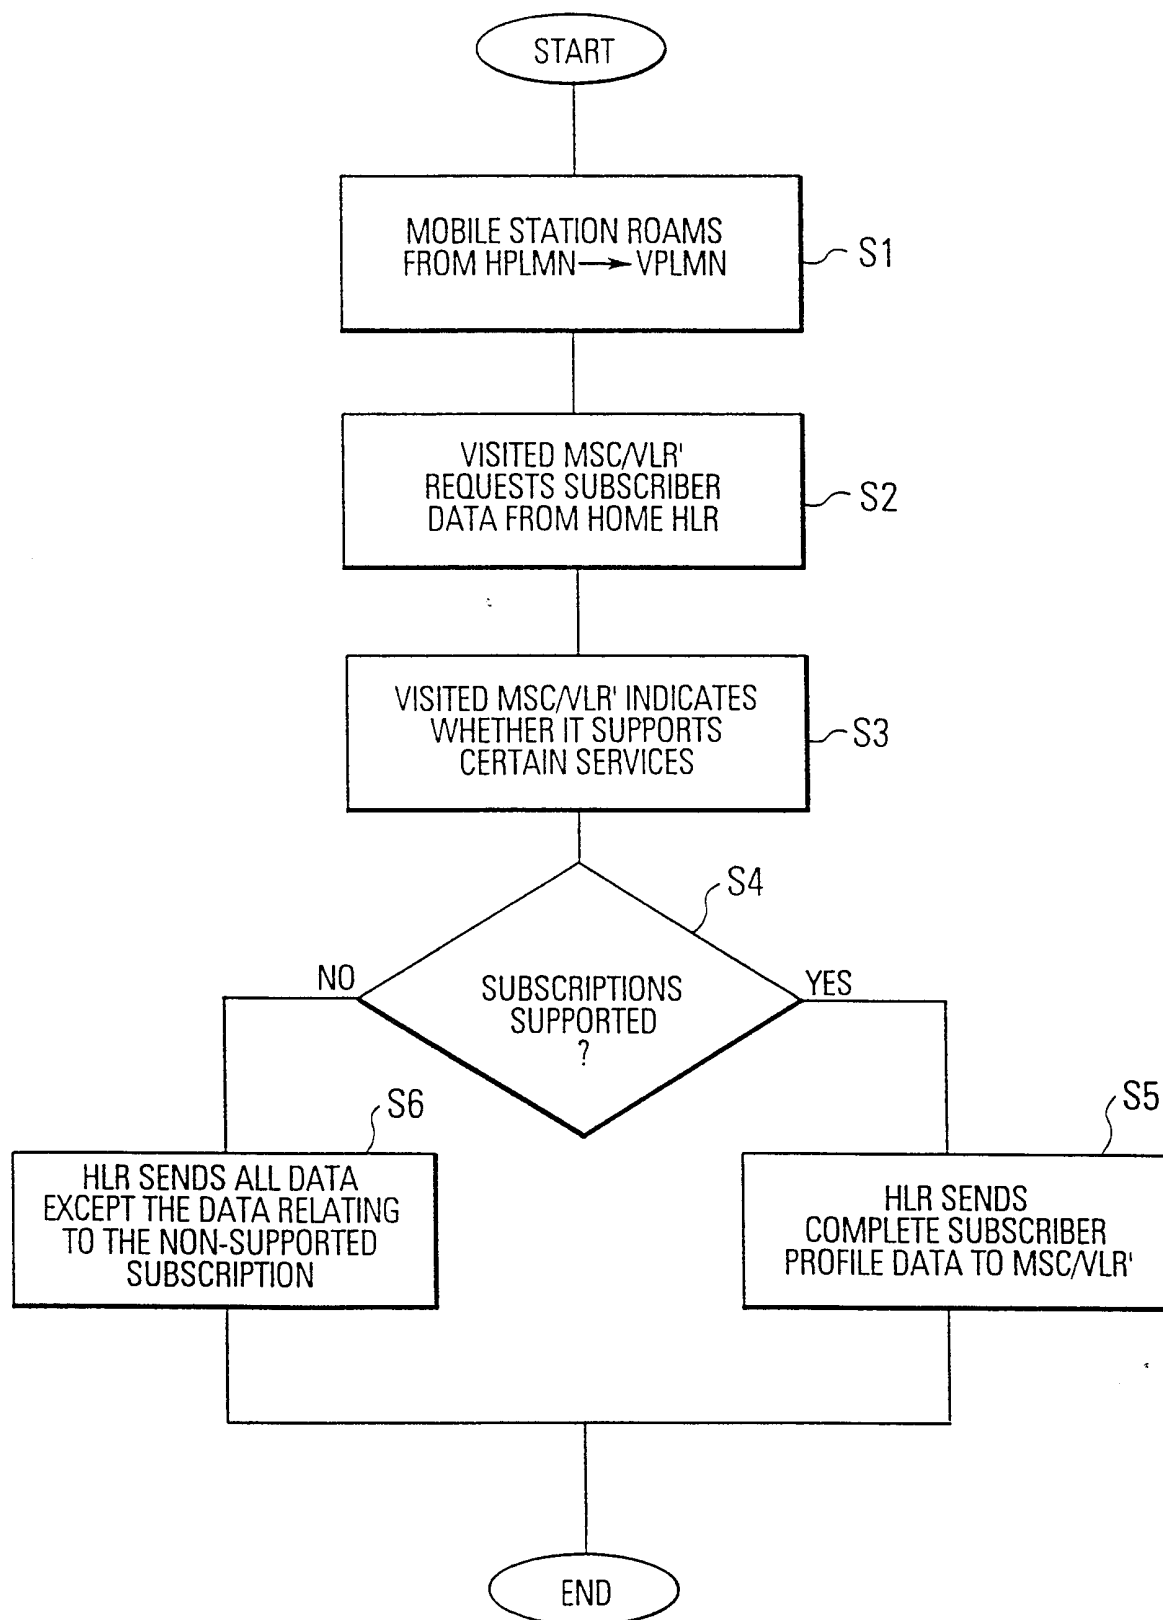 START
MOBILE STATION ROAMS
FROM HPLMN → VPLMN
S1
VISITED MSC/VLR'
REQUESTS SUBSCRIBER
DATA FROM HOME HLR
S2
VISITED MSC/VLR' INDICATES
WHETHER IT SUPPORTS
CERTAIN SERVICES
S3
S4
NO
SUBSCRIPTIONS
SUPPORTED
?
YES
S6
HLR SENDS ALL DATA
EXCEPT THE DATA RELATING
TO THE NON-SUPPORTED
SUBSCRIPTION
S5
HLR SENDS
COMPLETE SUBSCRIBER
PROFILE DATA TO MSC/VLR'
END